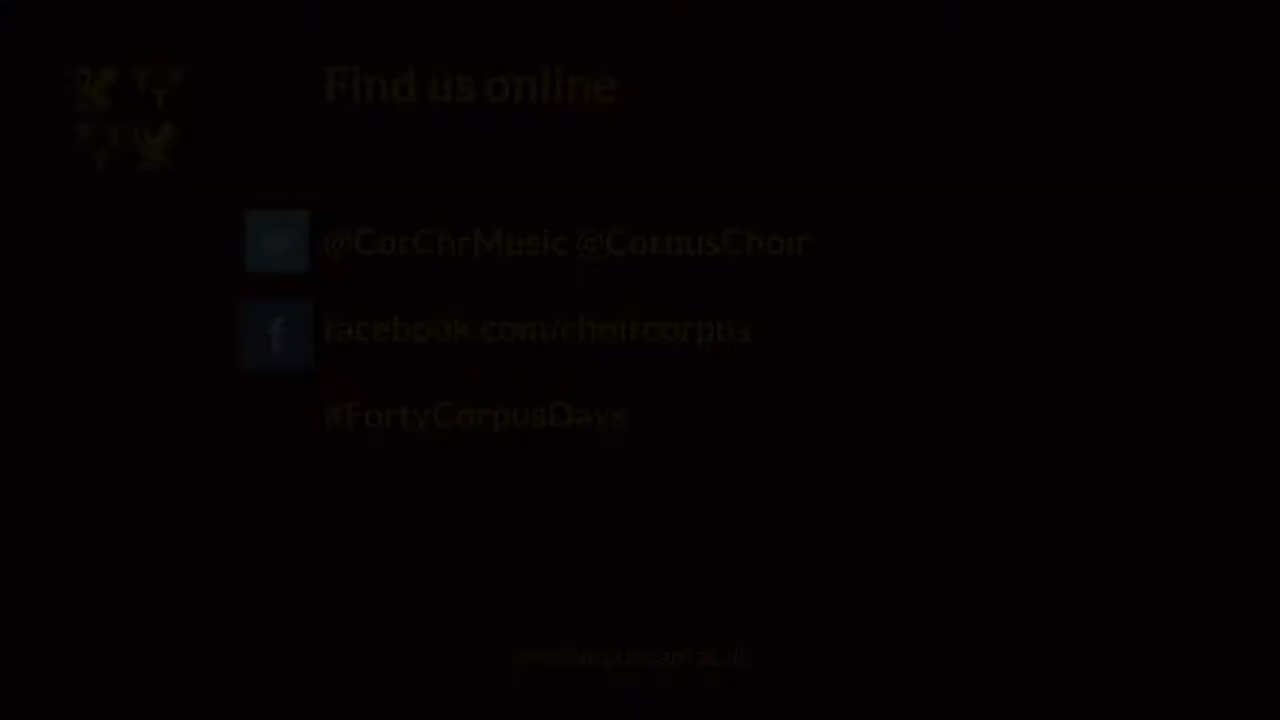 Find us online
@CorChrMusic @CorpusChoir
facebook.com/choircorpus
#FortyCorpusDays